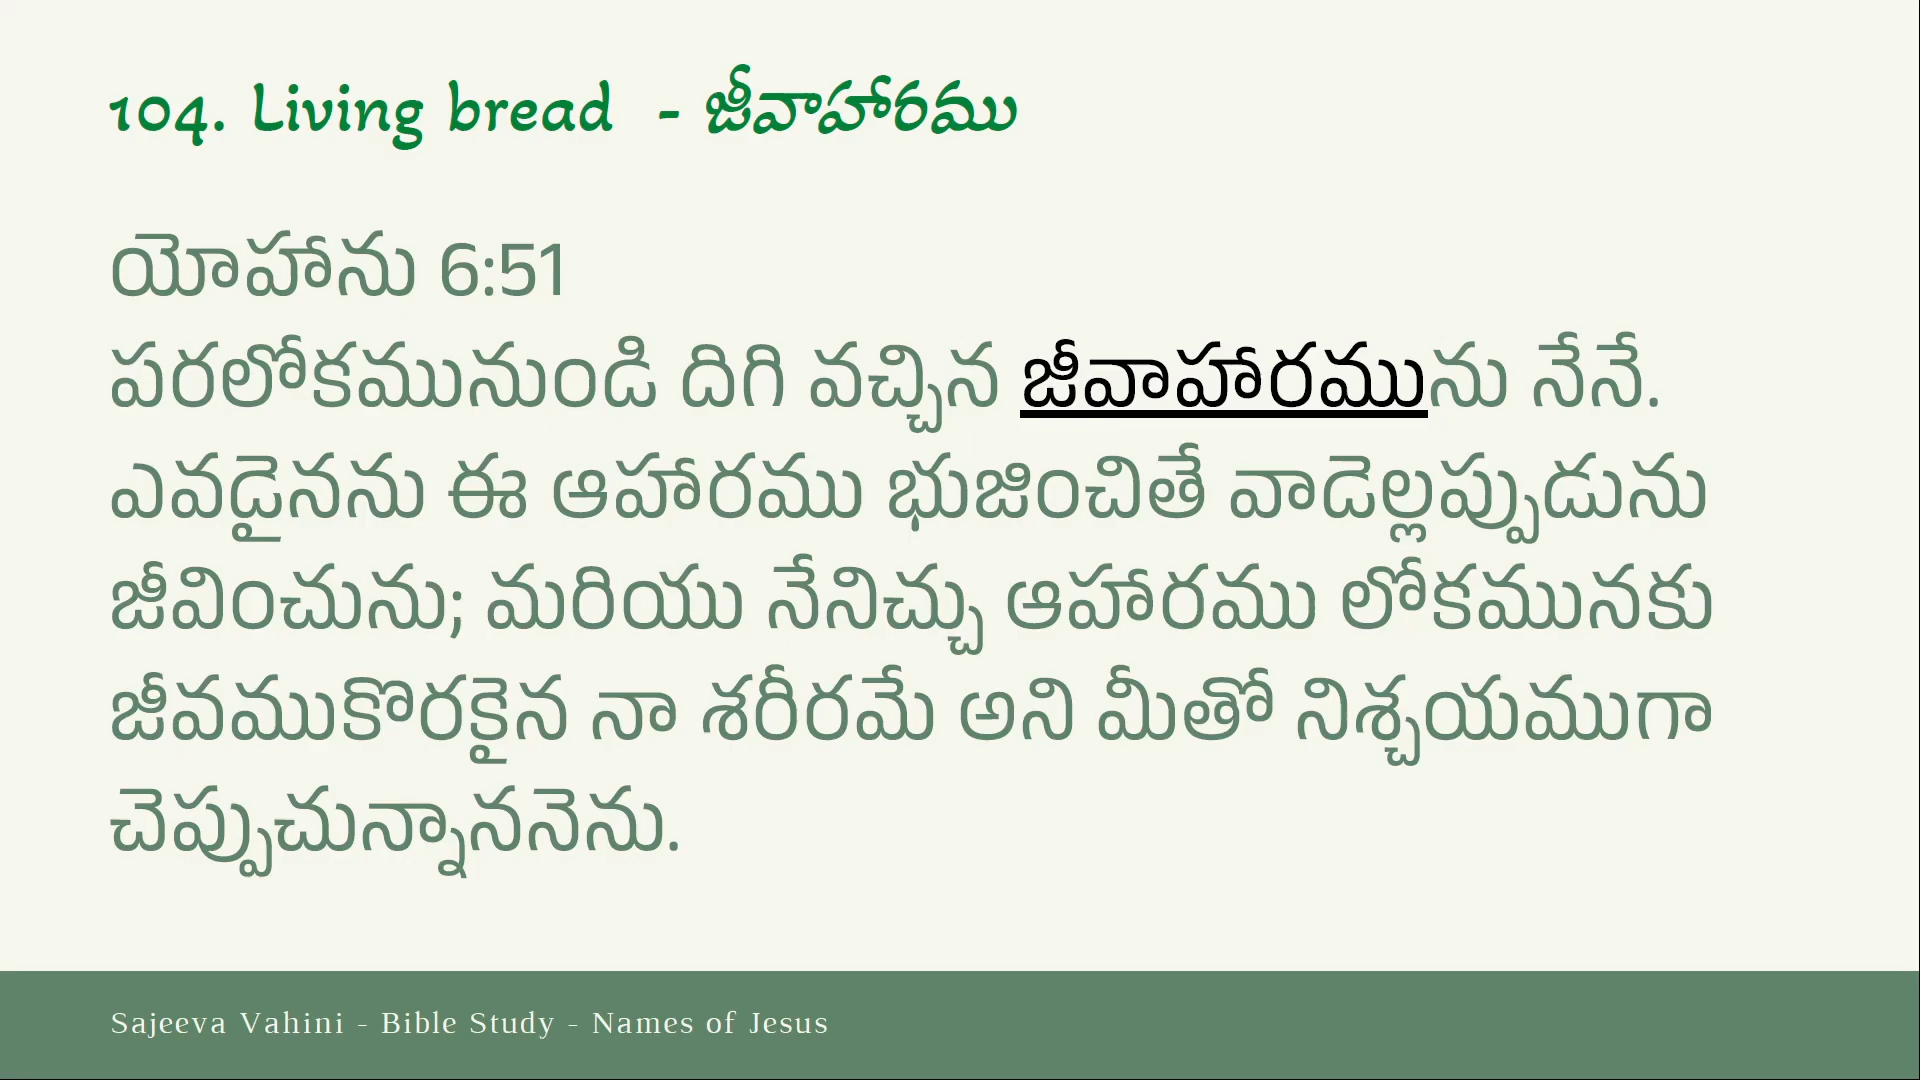 104. Living bread - జీవాహారము
యోహాను 6:51
పరలోకమునుండి దిగి వచ్చిన జీవాహారమును నేనే.
ఎవడైనను ఈ ఆహారము భుజించితే వాడెల్లప్పుడును
జీవించును; మరియు నేనిచ్చు ఆహారము లోకమునకు
జీవముకొరకైన నా శరీరమే అని మీతో నిశ్చయముగా
చెప్పుచున్నాననెను.
Sajeeva Vahini - Bible Study - Names of Jesus